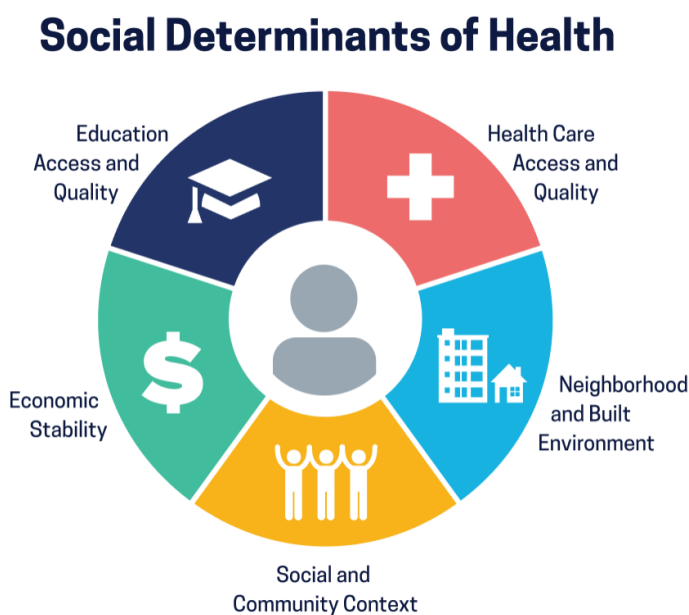 Social Determinants of Health
Education
Access and
Quality
Health Care
Access and
Quality
Economic
Stability
$
Neighborhood
and Built
Environment
Social and
Community Context